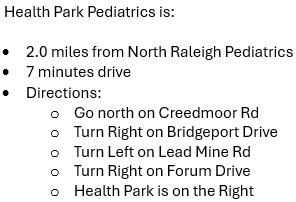 Health Park Pediatrics is:
• 2.0 miles from North Raleigh Pediatrics
• 7 minutes drive
• Directions:
o Go north on Creedmoor Rd
o Turn Right on Bridgeport Drive
o Turn Left on Lead Mine Rd
o Turn Right on Forum Drive
o Health Park is on the Right